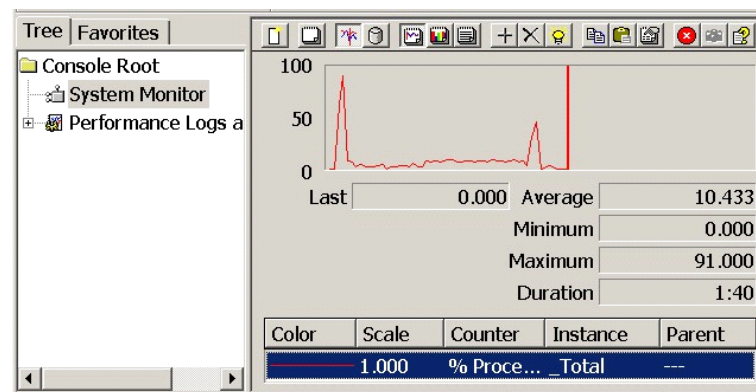 Tree Favorites
Console Root
System Monitor
Performance Logs a
100
50
0
Last 0.000 Average 10.433
Minimum 0.000
Maximum 91.000
Duration 1:40
Color Scale Counter Instance Parent
1.000 % Proce... _Total ---